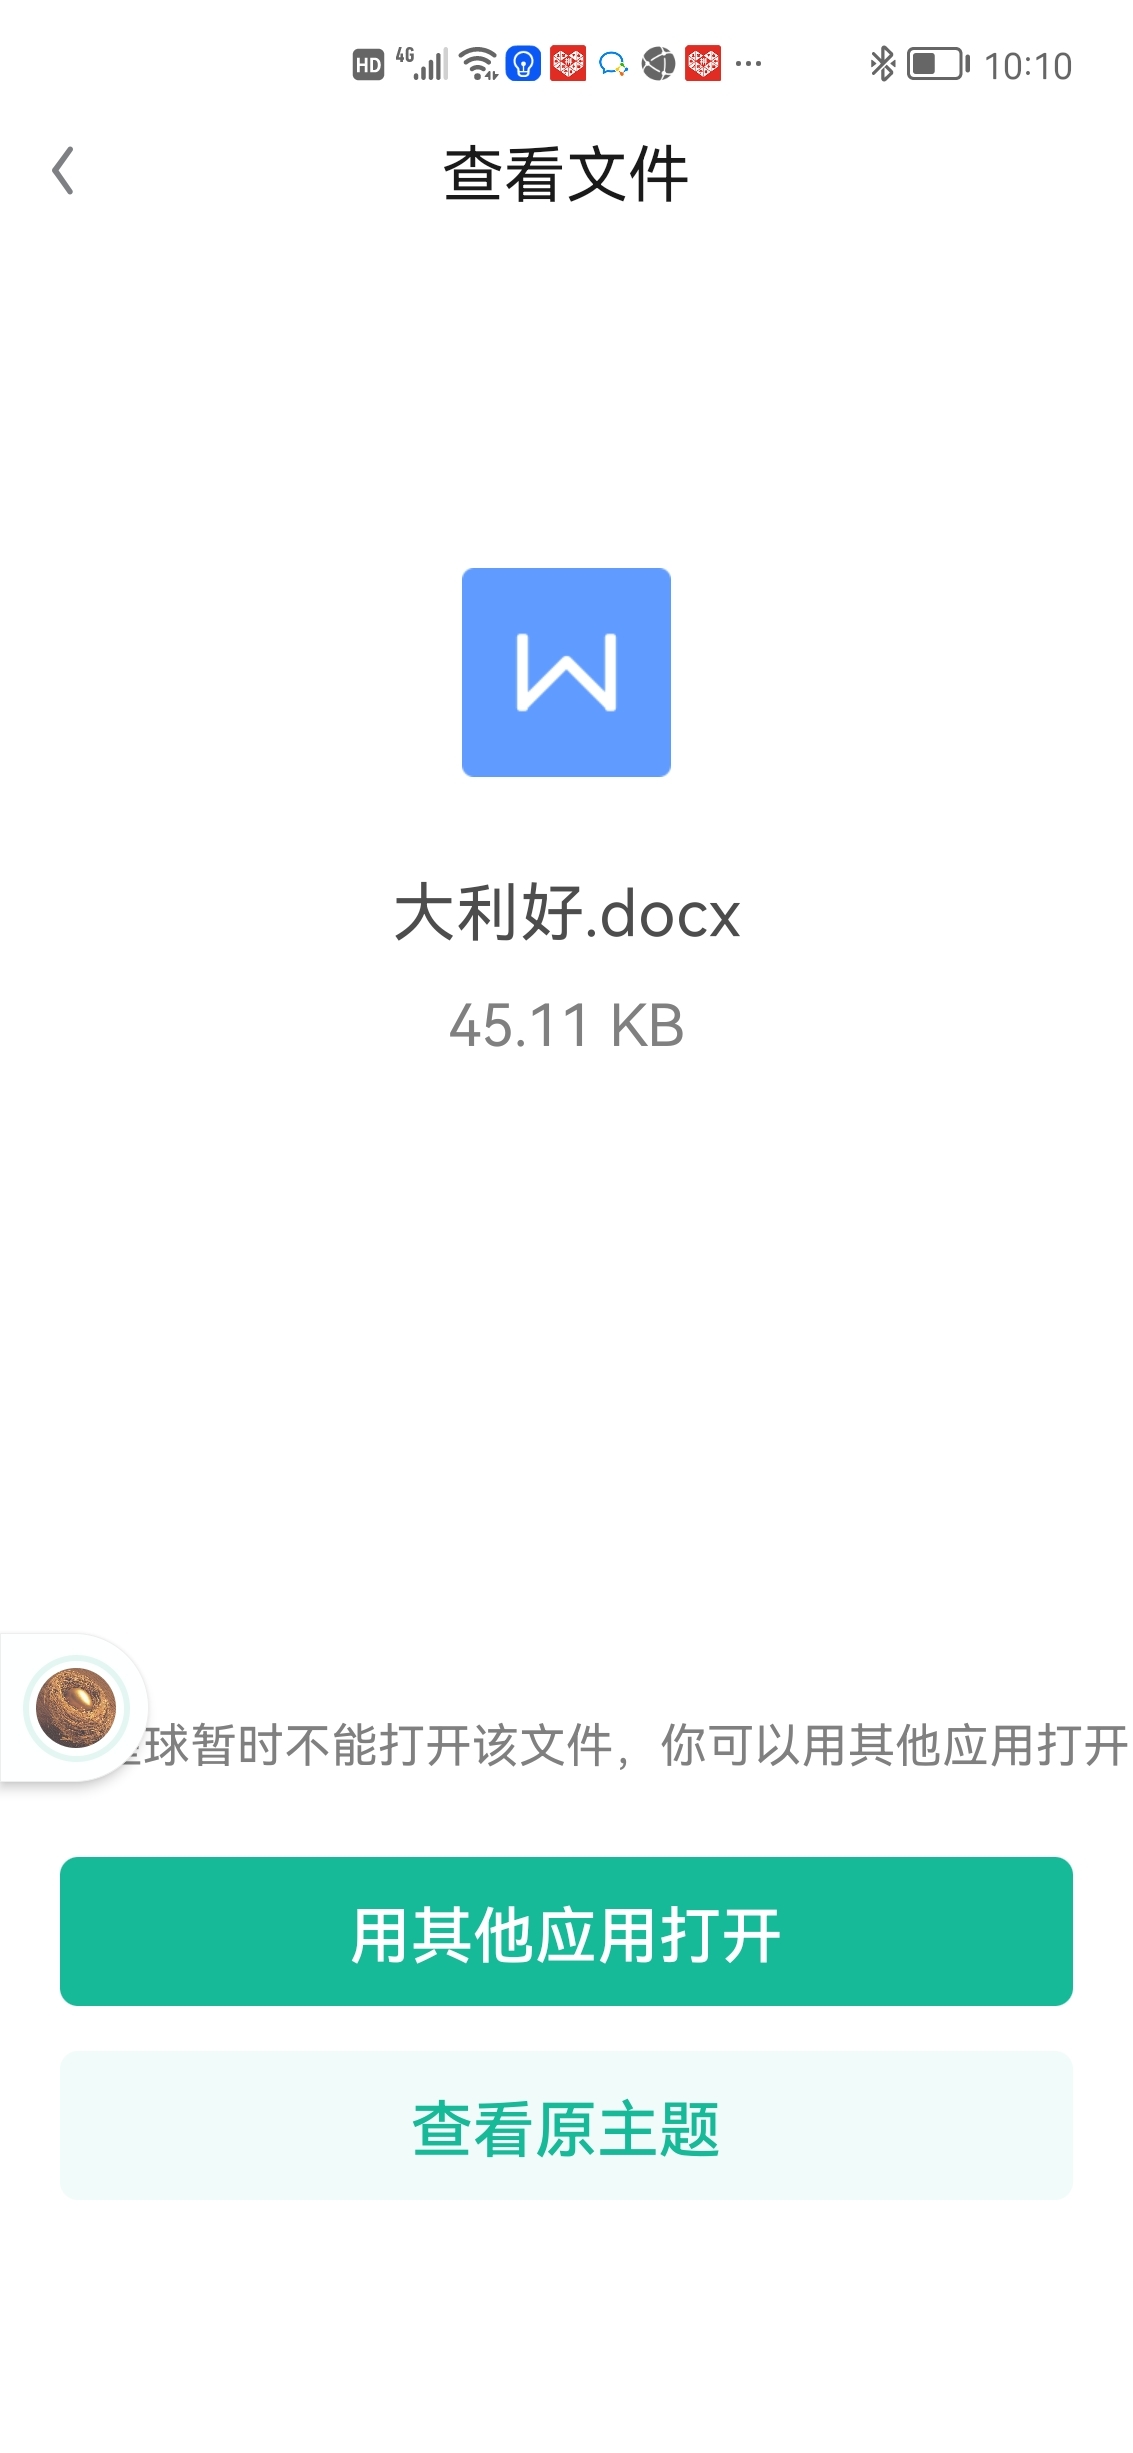 HD 4G 10:10
查看文件
大利好.docx
45.11 KB
球暂时不能打开该文件，你可以用其他应用打开
用其他应用打开
查看原主题